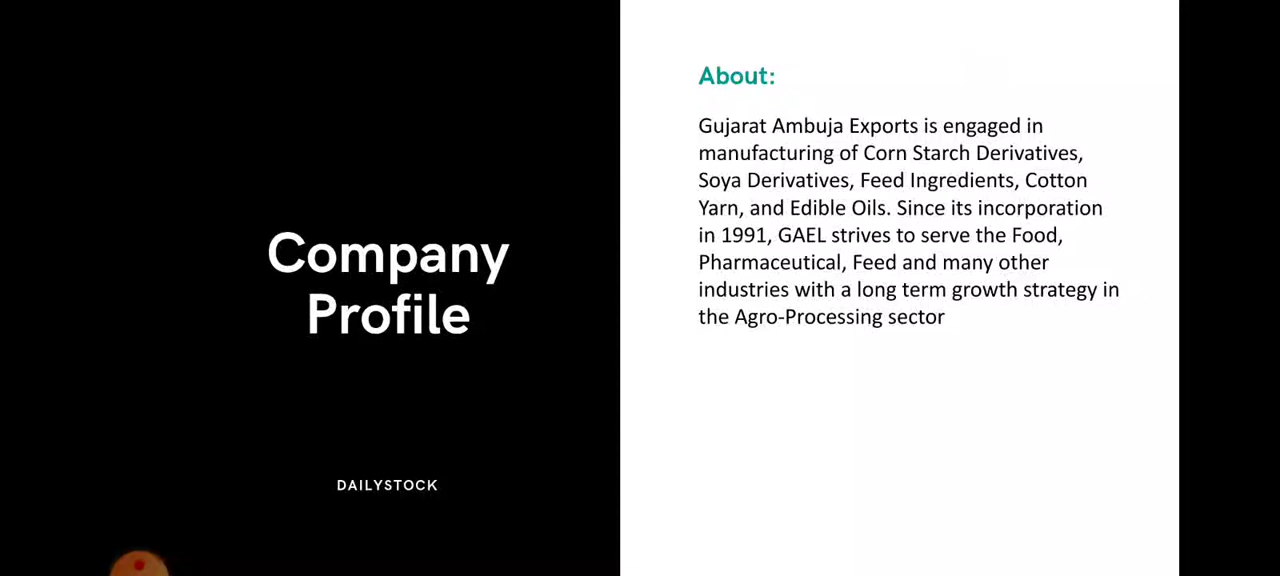 Company
Profile
DAILYSTOCK
About:
Gujarat Ambuja Exports is engaged in
manufacturing of Corn Starch Derivatives,
Soya Derivatives, Feed Ingredients, Cotton
Yarn, and Edible Oils. Since its incorporation
in 1991, GAEL strives to serve the Food,
Pharmaceutical, Feed and many other
industries with a long term growth strategy in
the Agro-Processing sector